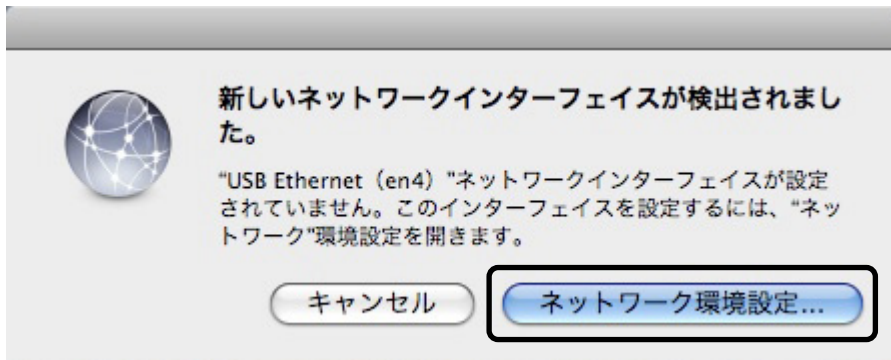 新しいネットワークインターフェイスが検出されまし
た。
“USB Ethernet（en4）"ネットワークインターフェイスが設定
されていません。このインターフェイスを設定するには、“ネッ
トワーク"環境設定を開きます。
キャンセル
ネットワーク環境設定...